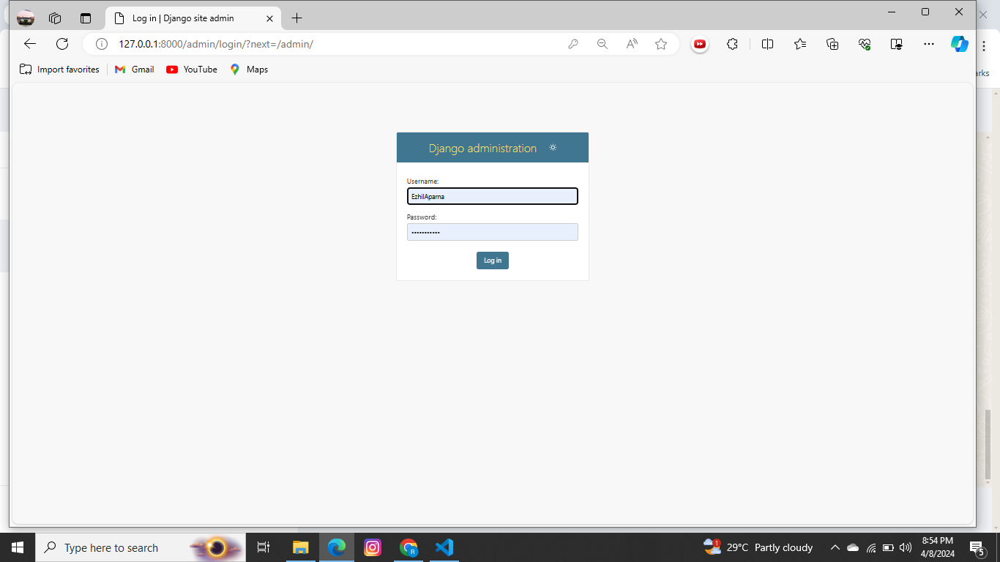 Log in | Django site admin
127.0.0.1:8000/admin/login/?next=/admin/
Import favorites
Gmail
YouTube
Maps
arks
Django administration
Username:
EzhilAparna
Password:
•••••••••••
Log in
Type here to search
R
1
29°C Partly cloudy
8:54 PM
4/8/2024
5